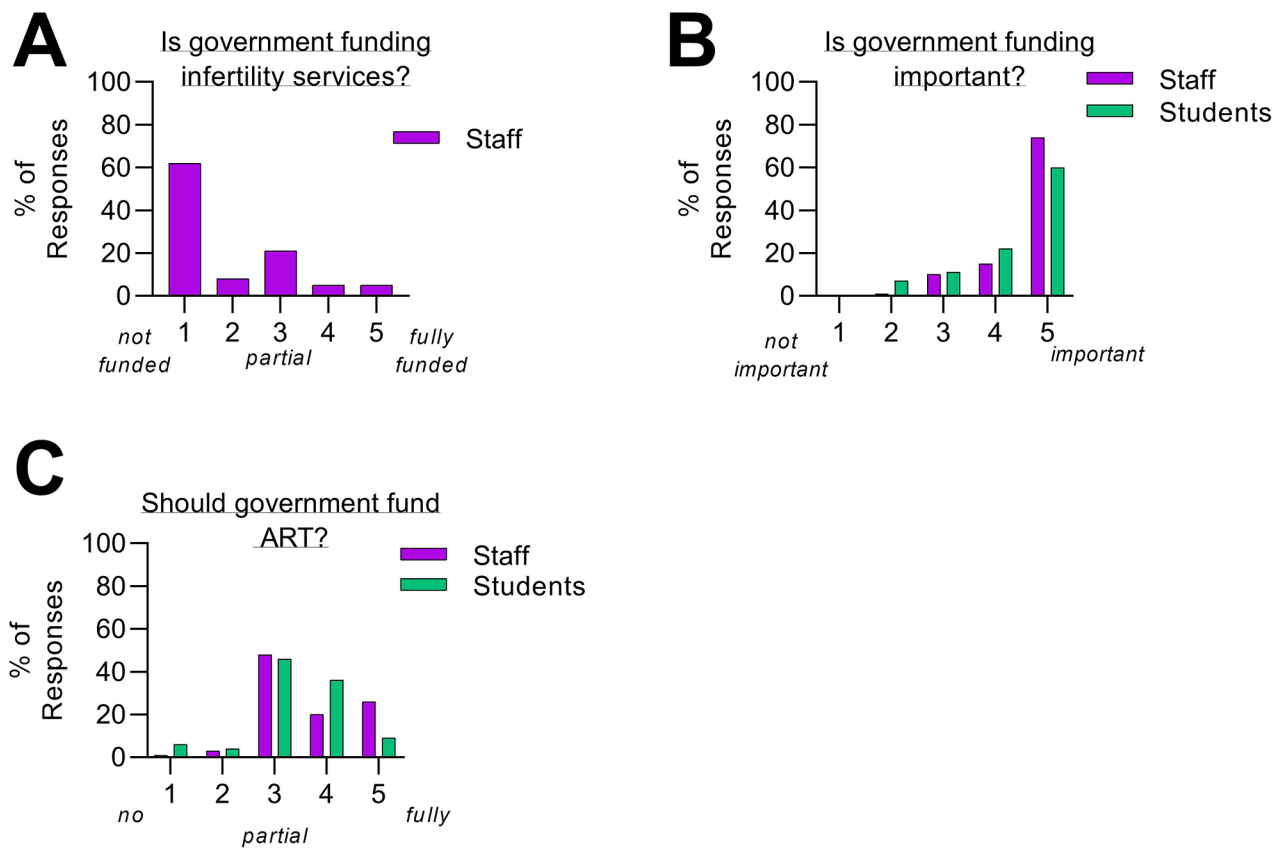 A
Is government funding
infertility services?
100
80
60
40
20
0
% of
Responses
Staff
1 2 3 4 5
not
funded
partial
fully
funded
B
Is government funding
important?
100
80
60
40
20
0
% of
Responses
Staff
Students
1 2 3 4 5
not
important
important
C
Should government fund
ART?
100
80
60
40
20
0
% of
Responses
Staff
Students
1 2 3 4 5
no
partial
fully